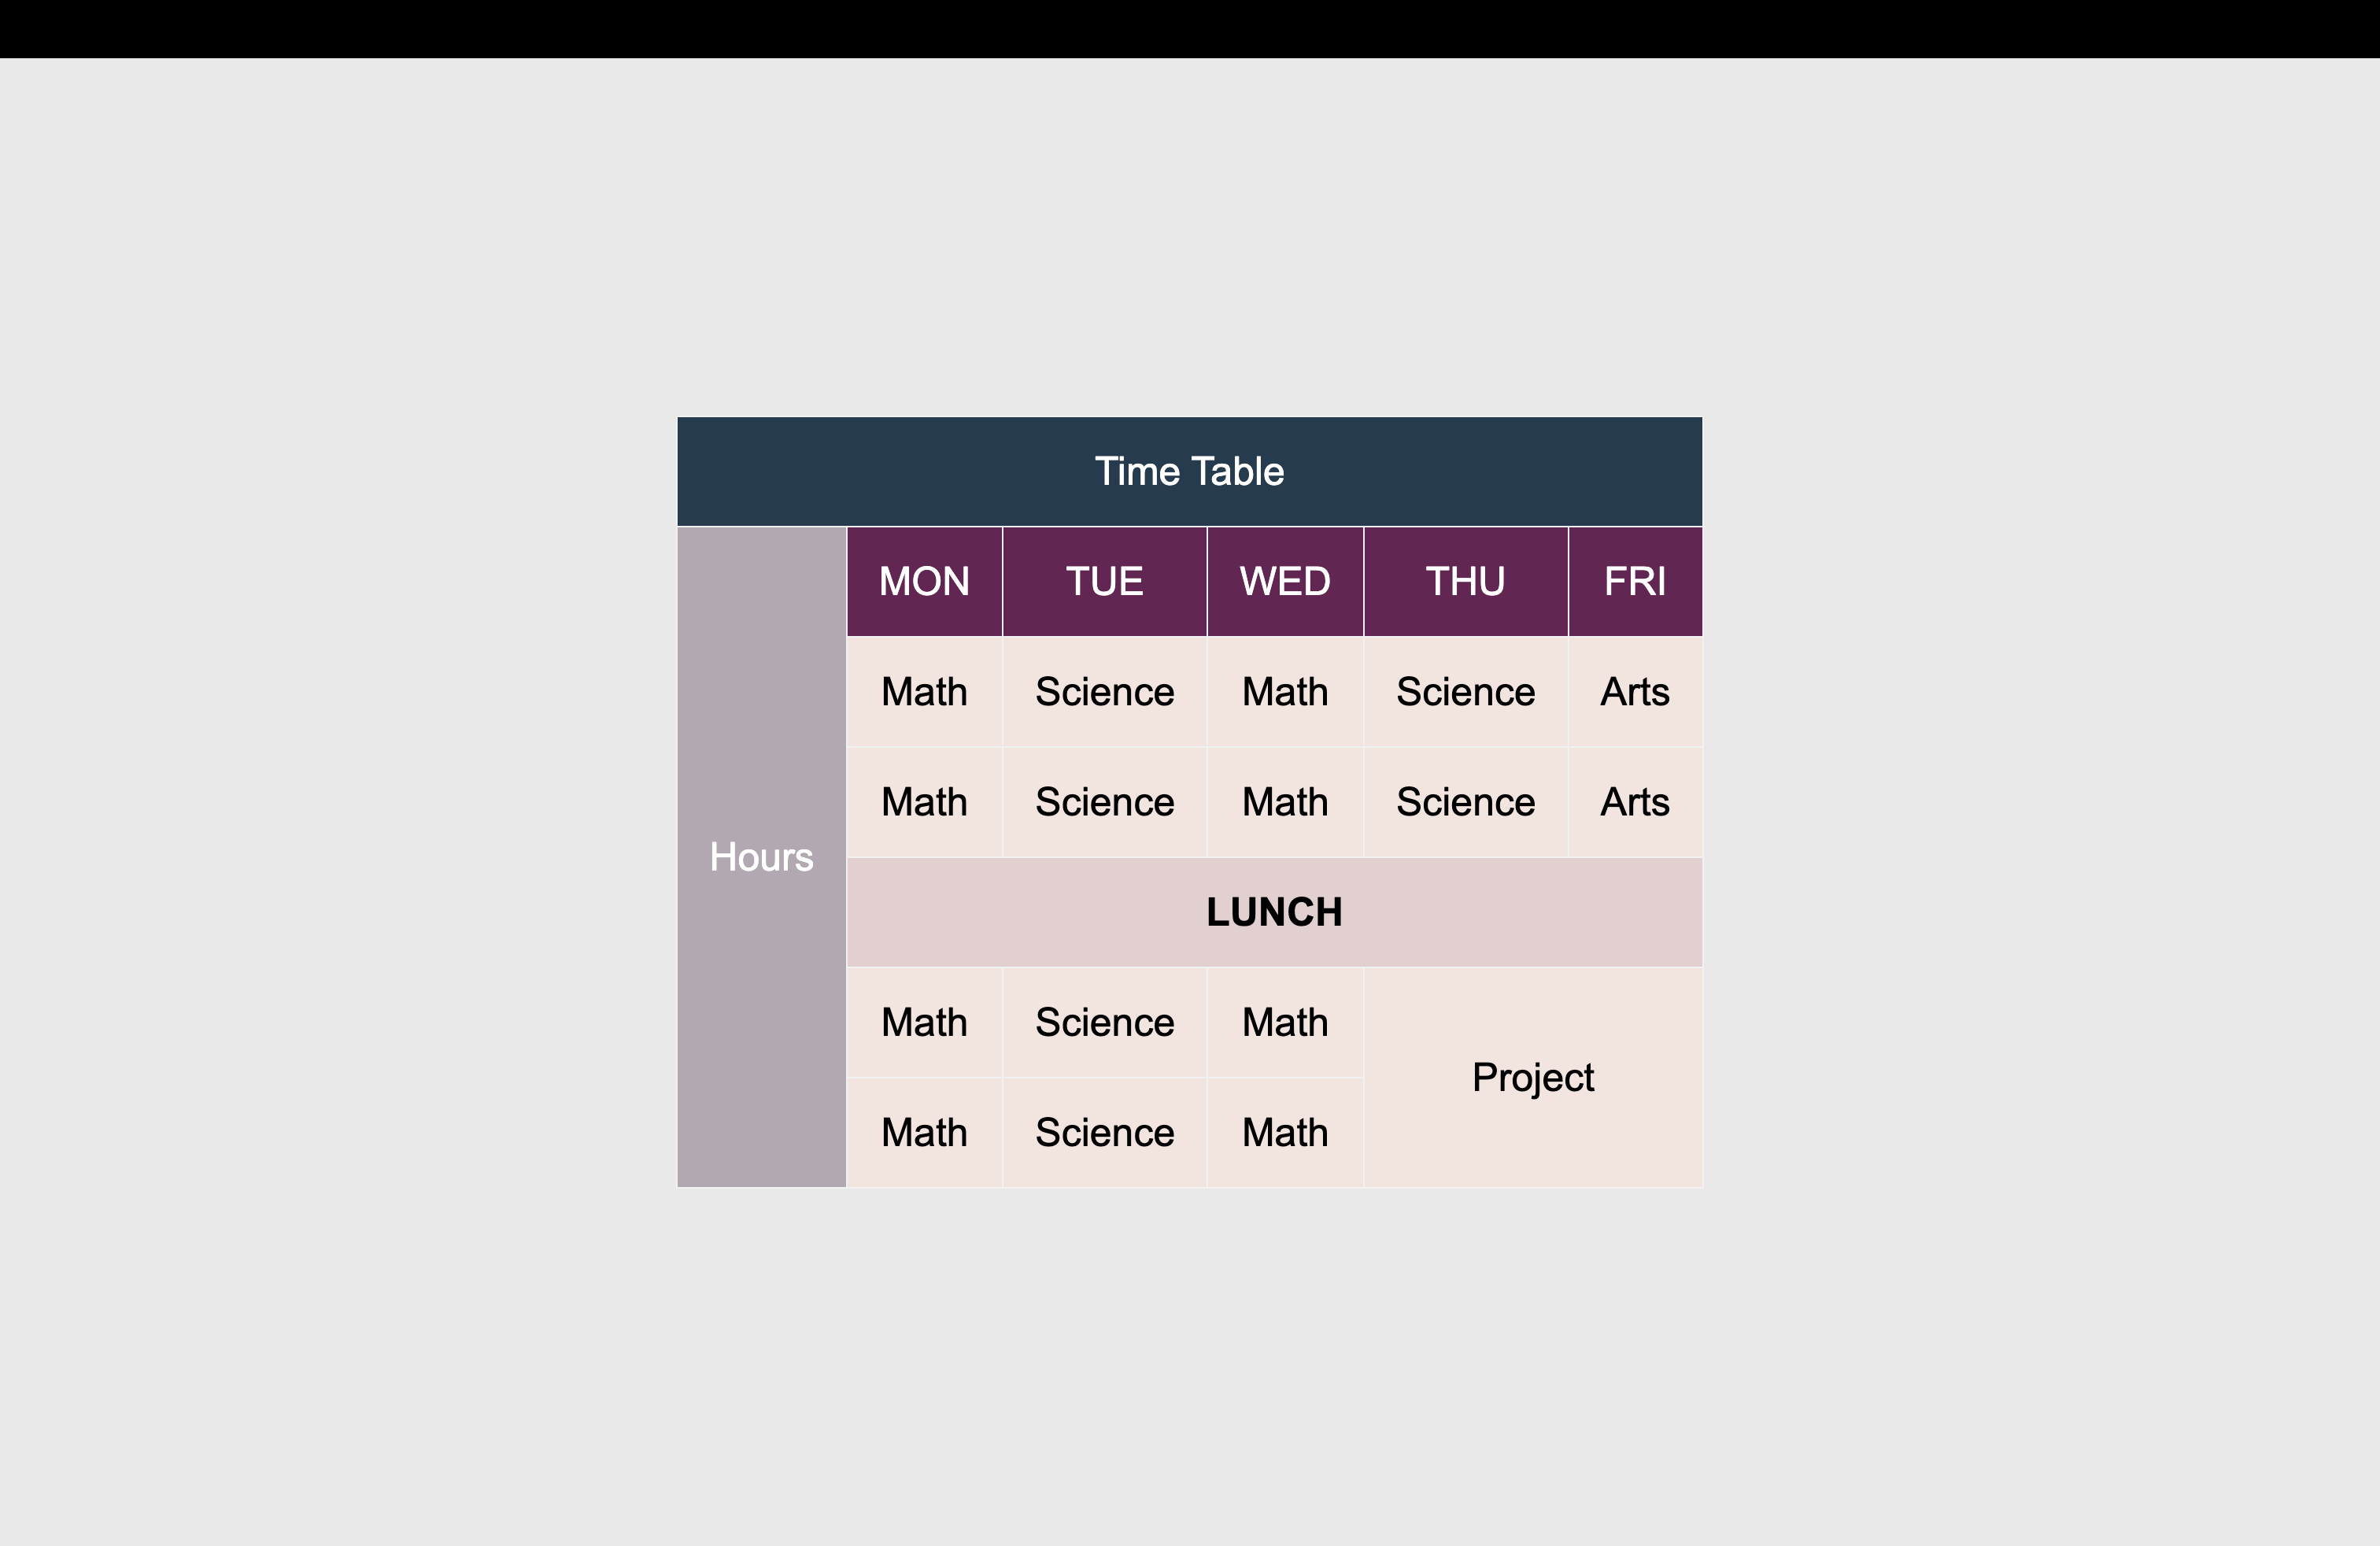 Time Table
Hours MON TUE WED THU FRI
Math Science Math Science Arts
Math Science Math Science Arts
LUNCH
Math Science Math Project
Math Science Math